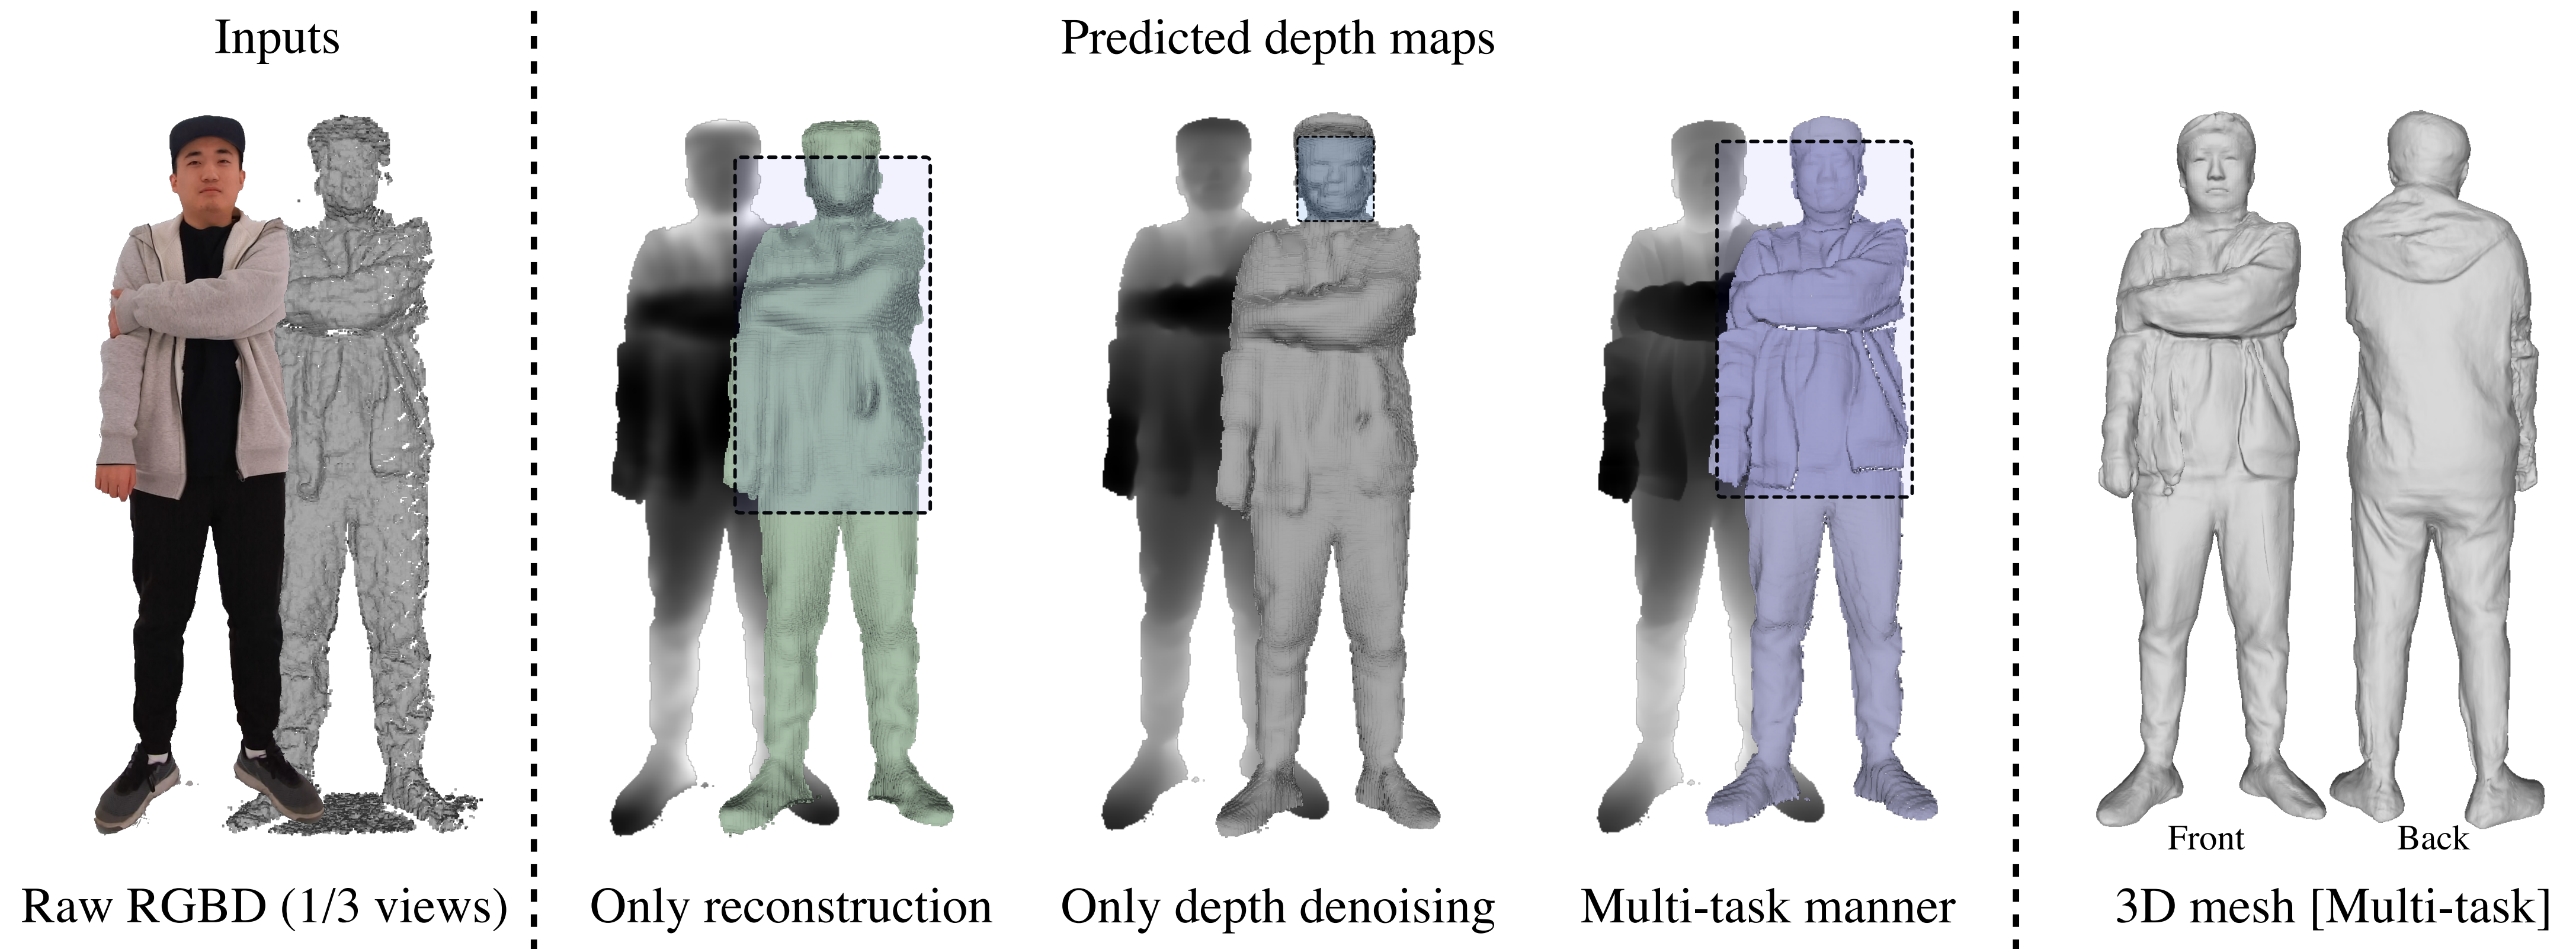 Inputs
Predicted depth maps
Front
Back
Raw RGBD (1/3 views)
Only reconstruction
Only depth denoising
Multi-task manner
3D mesh [Multi-task]